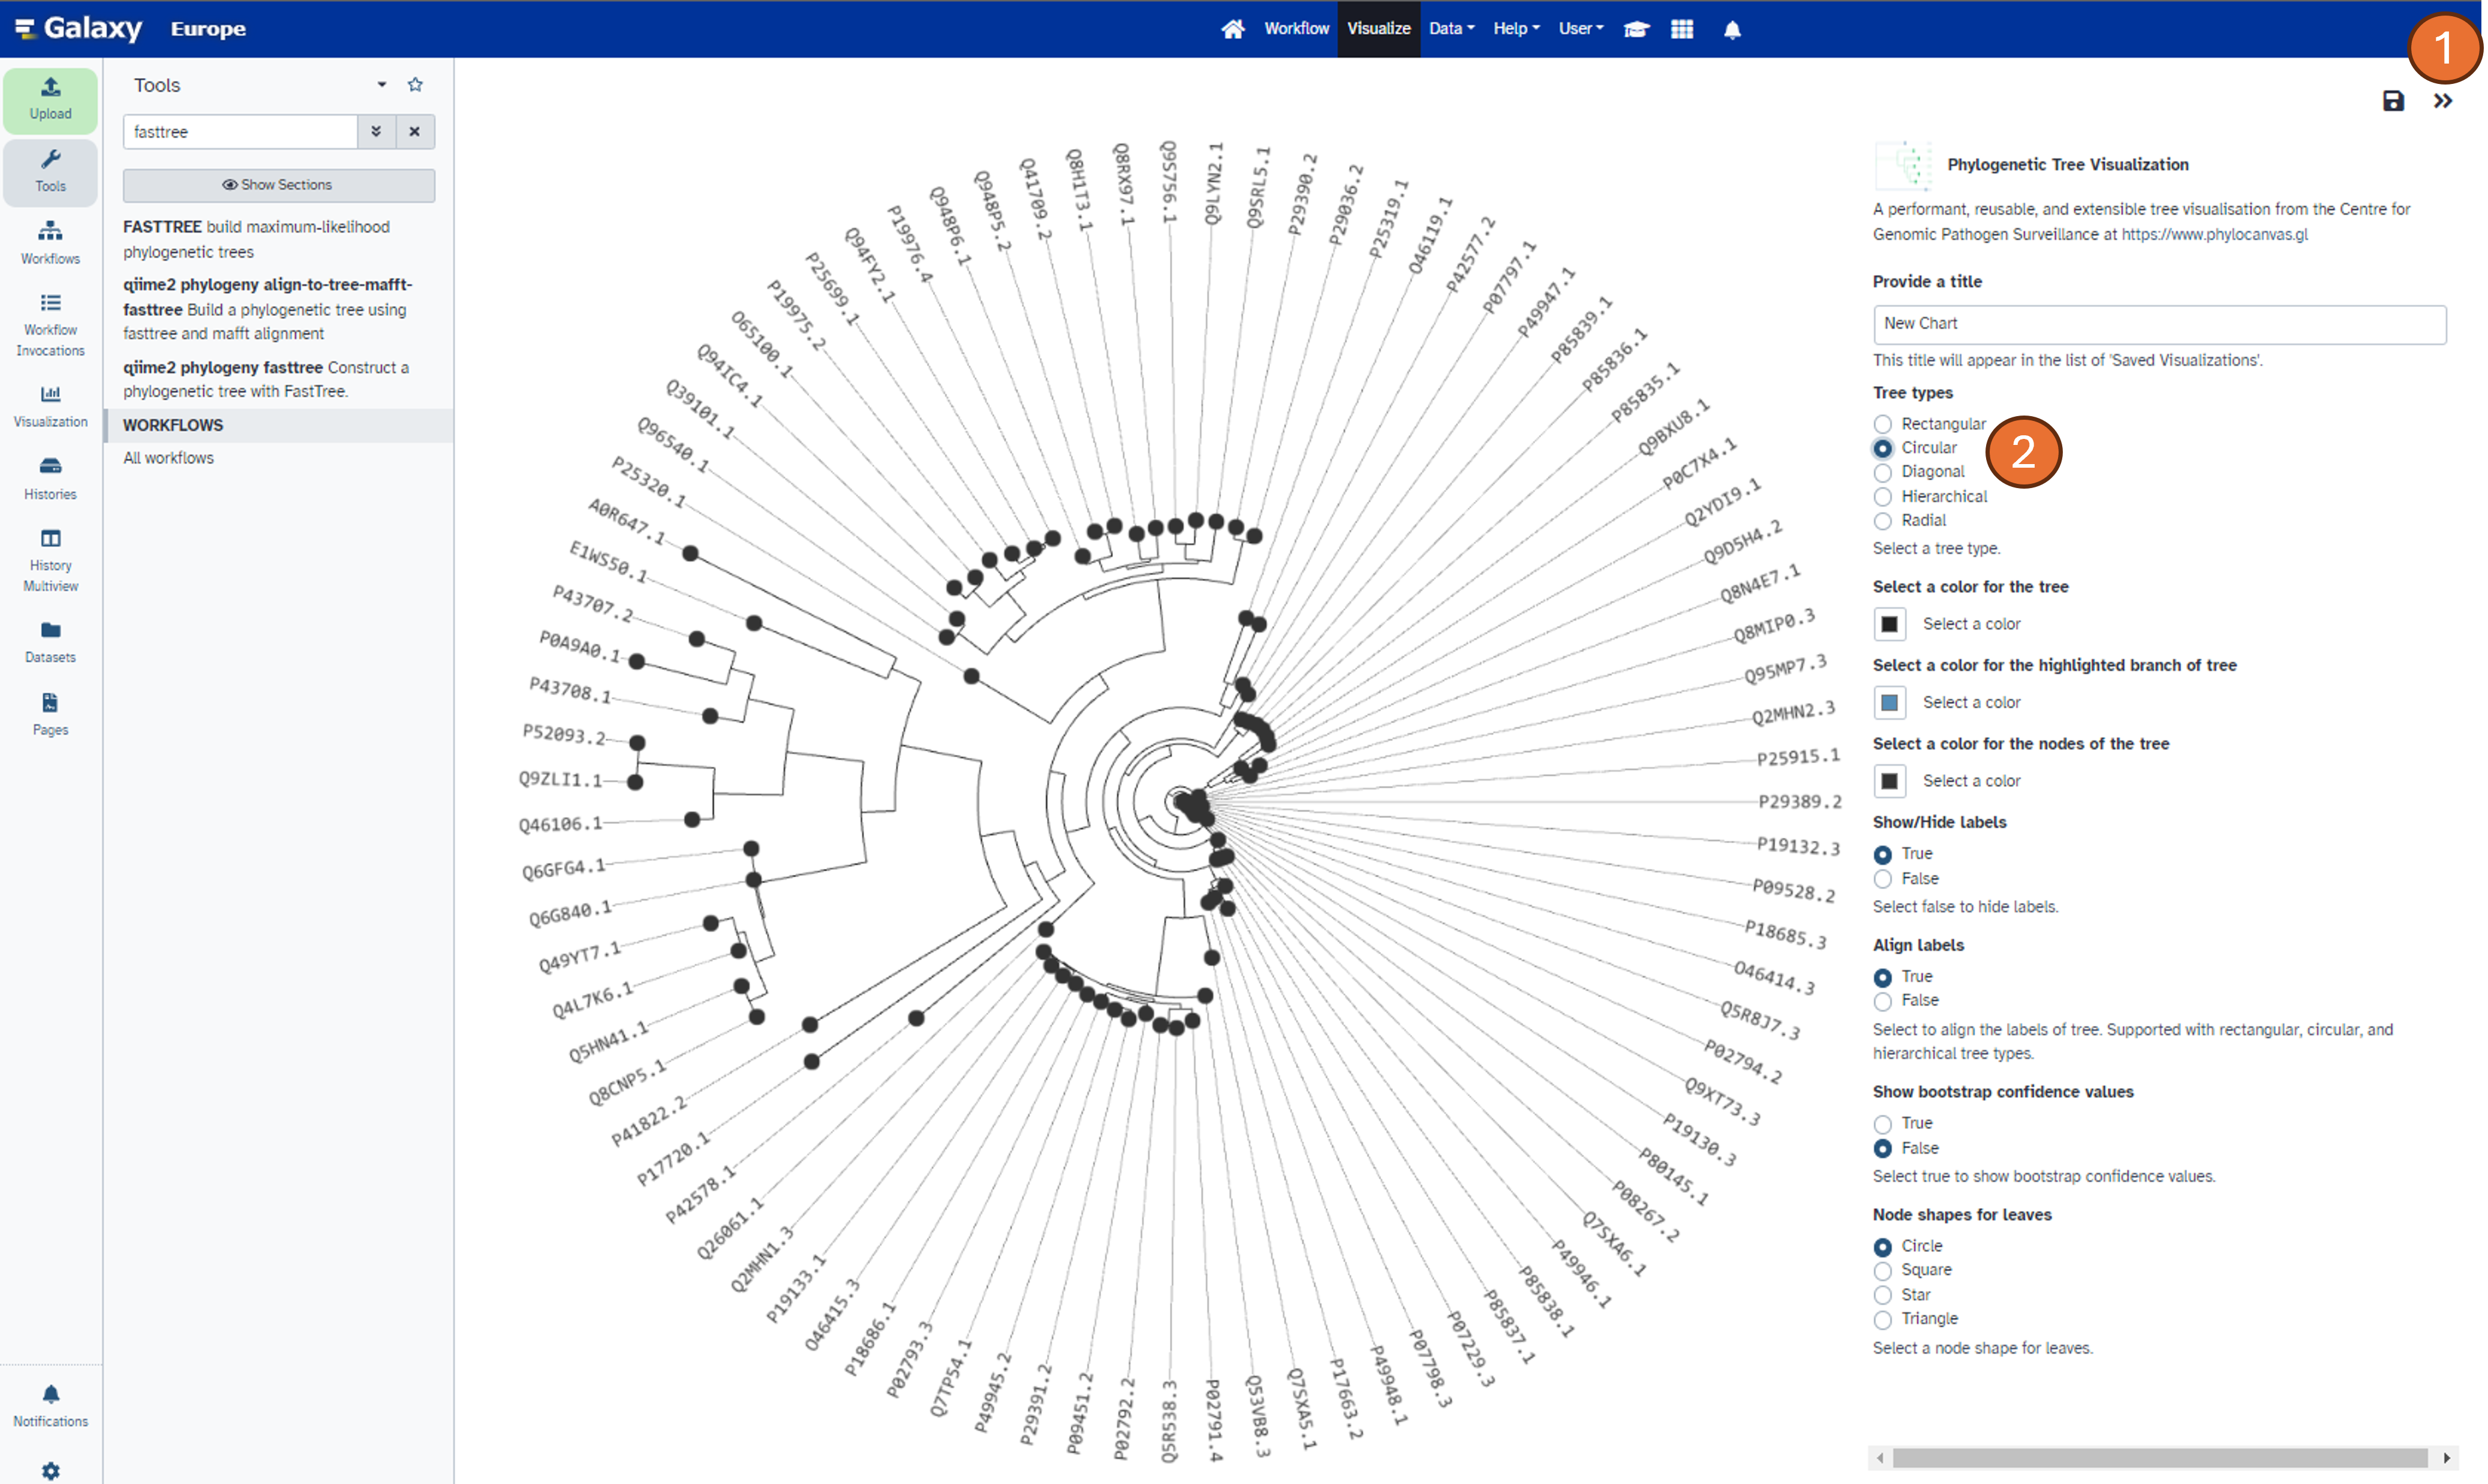 Galaxy Europe
Workflow Visualize Data Help User
1
Upload
Tools
Workflows
Workflow
Invocations
Visualization
Histories
History
Multiview
Datasets
Pages
Notifications
Tools
fasttree
Show Sections
FASTTREE build maximum-likelihood
phylogenetic trees
qiime2 phylogeny align-to-tree-mafft-
fasttree Build a phylogenetic tree using
fasttree and mafft alignment
qiime2 phylogeny fasttree Construct a
phylogenetic tree with FastTree.
WORKFLOWS
All workflows
Q9S756.1
Q9LYN2.1
Q9SRL5.1
P29390.2
P29036.2
P25319.1
O46119.1
P42577.2
P07797.1
P49947.1
P85839.1
P85836.1
P85835.1
Q9BXU8.1
P0C7X4.1
Q2YDI9.1
Q9D5H4.2
Q8N4E7.1
Q8MIP0.3
Q95MP7.3
Q2MHN2.3
P25915.1
P29389.2
P19132.3
P09528.2
P18685.3
O46414.3
Q5R8J7.3
P02794.2
Q9XT73.3
P19130.3
P80145.1
P08267.2
Q7SXA6.1
P49946.1
P85838.1
P85837.1
P07229.3
P07798.3
P49948.1
P17663.2
Q7SXA5.1
Q53VB8.3
P02791.4
Q5R538.3
P02792.2
P09451.2
P29391.2
P49945.2
Q7TP54.1
P02793.3
P18686.1
O46415.3
P19133.1
Q2MHN1.3
Q26061.1
P42578.1
P17720.1
P41822.2
Q8CNP5.1
Q5HN41.1
Q4L7K6.1
Q49YT7.1
Q6G840.1
Q6GFG4.1
Q46106.1
Q9ZLI1.1
P52093.2
P43708.1
P0A9A0.1
P43707.2
E1WS50.1
A0R647.1
P25320.1
Q96540.1
Q39101.1
Q94IC4.1
O65100.1
P19975.2
P25699.1
Q94FY2.1
P19976.4
Q948P6.1
Q948P5.2
Q41709.2
Q8H1T3.1
Q8RX97.1
Phylogenetic Tree Visualization
A performant, reusable, and extensible tree visualisation from the Centre for
Genomic Pathogen Surveillance at https://www.phylocanvas.gl
Provide a title
New Chart
This title will appear in the list of 'Saved Visualizations'.
Tree types
Rectangular
Circular
2
Diagonal
Hierarchical
Radial
Select a tree type.
Select a color for the tree
Select a color
Select a color for the highlighted branch of tree
Select a color
Select a color for the nodes of the tree
Select a color
Show/Hide labels
True
False
Select false to hide labels.
Align labels
True
False
Select to align the labels of tree. Supported with rectangular, circular, and
hierarchical tree types.
Show bootstrap confidence values
True
False
Select true to show bootstrap confidence values.
Node shapes for leaves
Circle
Square
Star
Triangle
Select a node shape for leaves.